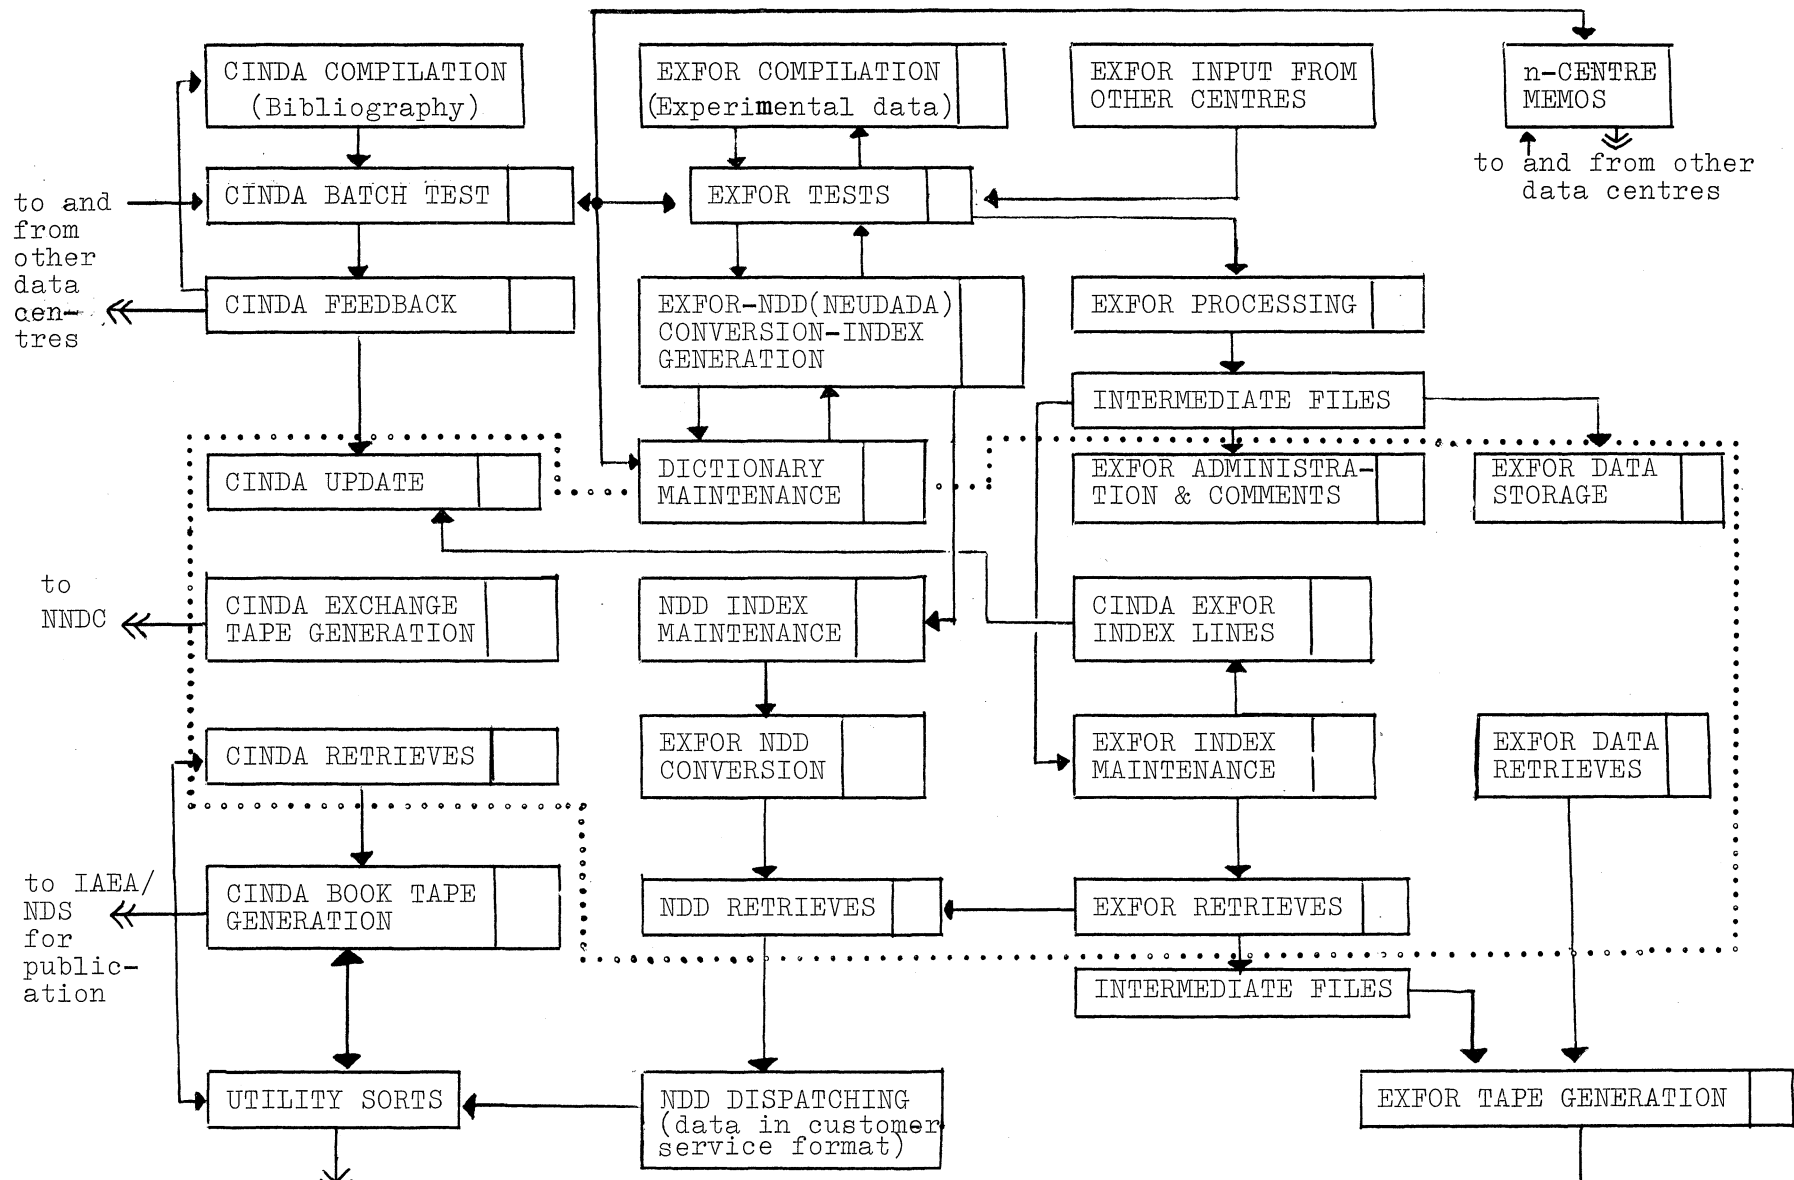 CINDA COMPILATION
(Bibliography)
EXFOR COMPILATION
(Experimental data)
EXFOR INPUT FROM
OTHER CENTRES
n-CENTRE
MEMOS
to and from other
data centres
to and
from
other
data
cen-
tres
CINDA BATCH TEST
EXFOR TESTS
CINDA FEEDBACK
EXFOR-NDD(NEUDADA)
CONVERSION-INDEX
GENERATION
EXFOR PROCESSING
INTERMEDIATE FILES
CINDA UPDATE
DICTIONARY
MAINTENANCE
EXFOR ADMINISTRA-
TION & COMMENTS
EXFOR DATA
STORAGE
to
NNDC
CINDA EXCHANGE
TAPE GENERATION
NDD INDEX
MAINTENANCE
CINDA EXFOR
INDEX LINES
CINDA RETRIEVES
EXFOR NDD
CONVERSION
EXFOR INDEX
MAINTENANCE
EXFOR DATA
RETRIEVES
to IAEA/
NDS
for
public-
ation
CINDA BOOK TAPE
GENERATION
NDD RETRIEVES
EXFOR RETRIEVES
INTERMEDIATE FILES
UTILITY SORTS
NDD DISPATCHING
(data in customer
service format)
EXFOR TAPE GENERATION